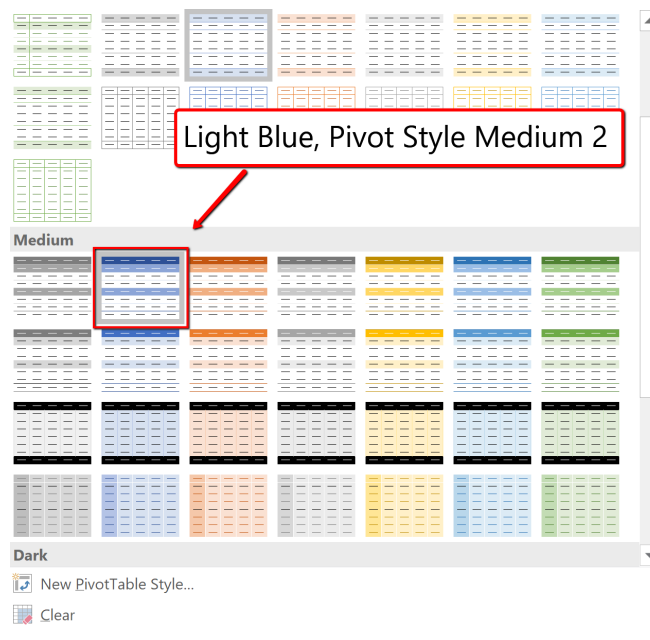 Light Blue, Pivot Style Medium 2
Medium
Dark
New PivotTable Style...
Clear